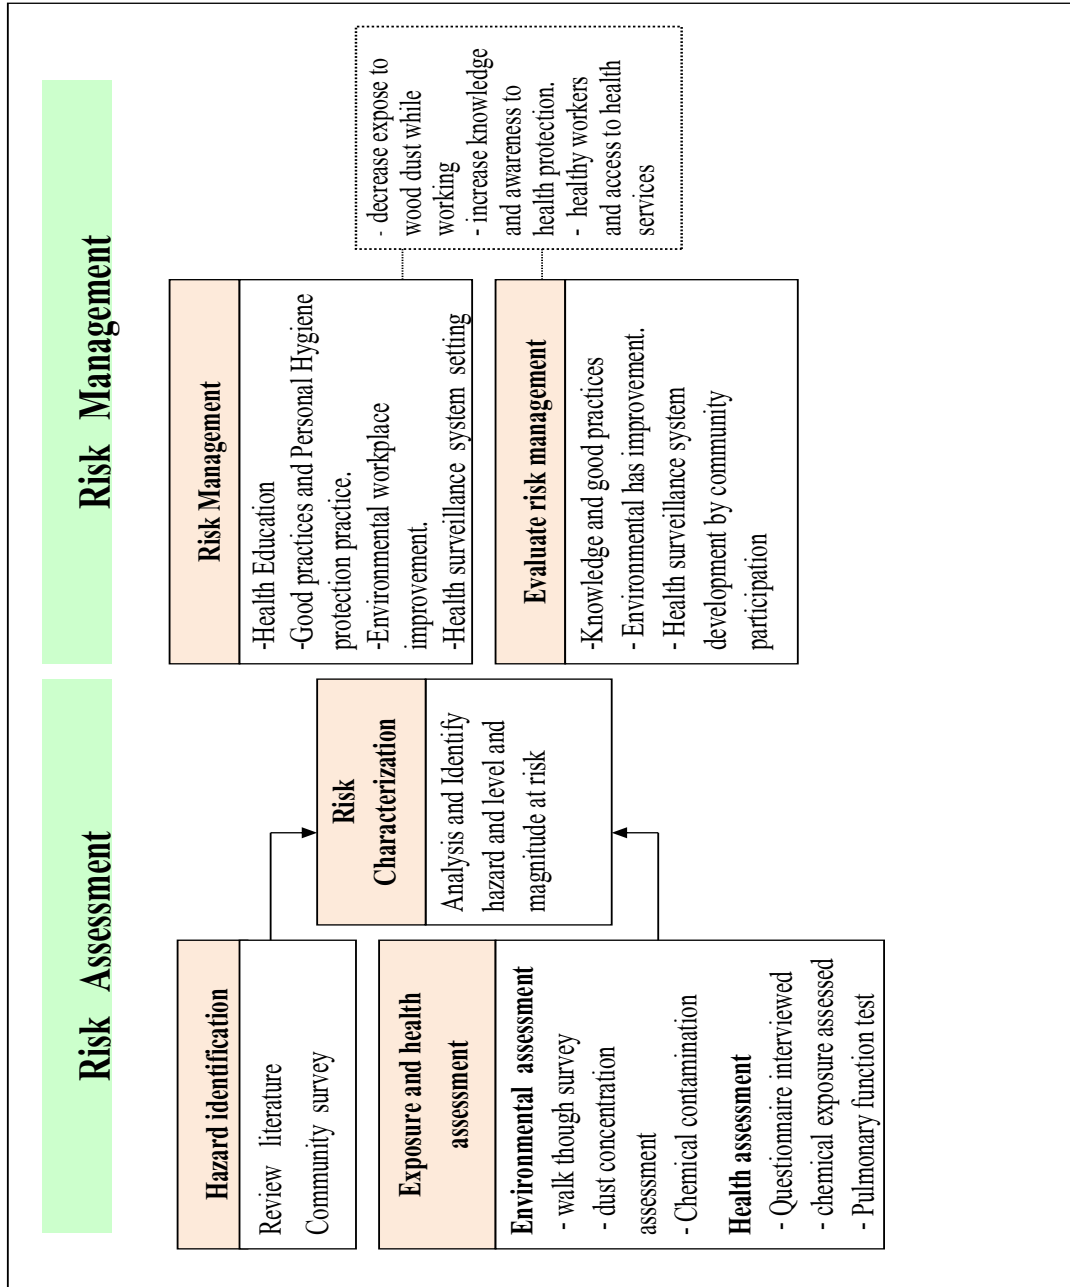 Risk Assessment
Risk Management
Hazard identification
Review literature
Community survey
Exposure and health
assessment
Environmental assessment
- walk though survey
- dust concentration
assessment
- Chemical contamination
Health assessment
- Questionnaire interviewed
- chemical exposure assessed
- Pulmonary function test
Risk
Characterization
Analysis and Identify
hazard and level and
magnitude at risk
Risk Management
-Health Education
-Good practices and Personal Hygiene
protection practice.
-Environmental workplace
improvement.
-Health surveillance system setting
Evaluate risk management
-Knowledge and good practices
- Environmental has improvement.
- Health surveillance system
development by community
participation
- decrease expose to
wood dust while
working
- increase knowledge
and awareness to
health protection.
- healthy workers
and access to health
services